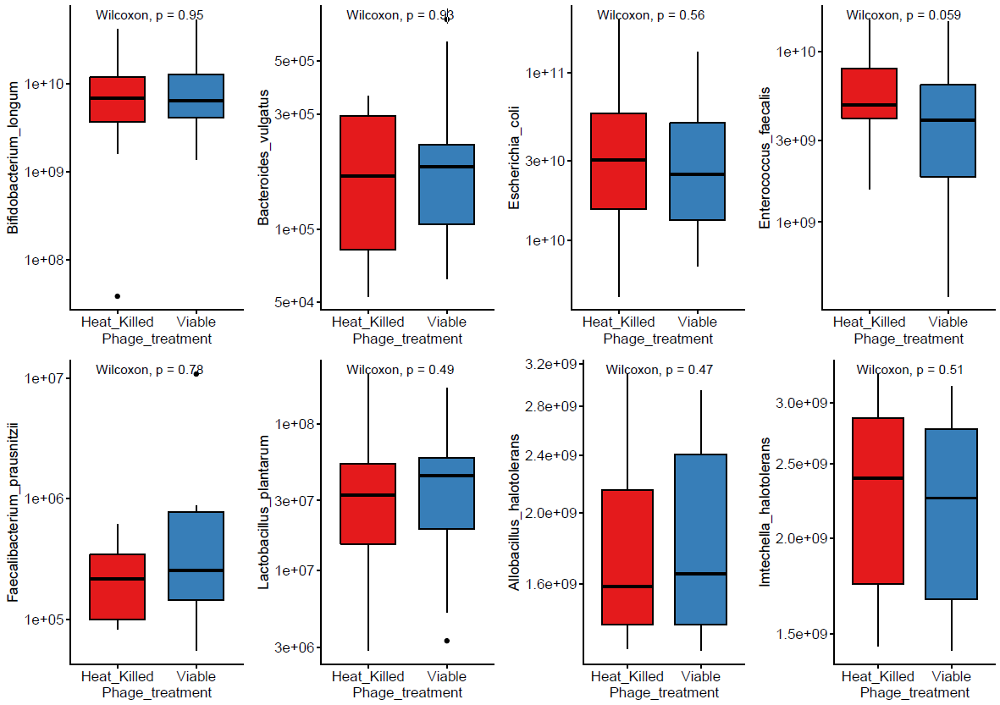 Wilcoxon, p = 0.95
Bifidobacterium_longum
1e+10
1e+09
1e+08
Heat_Killed Viable
Phage_treatment
Wilcoxon, p = 0.93
Bacteroides_vulgatus
5e+05
3e+05
1e+05
5e+04
Heat_Killed Viable
Phage_treatment
Wilcoxon, p = 0.56
Escherichia_coli
1e+11
3e+10
1e+10
Heat_Killed Viable
Phage_treatment
Wilcoxon, p = 0.059
Enterococcus_faecalis
1e+10
3e+09
1e+09
Heat_Killed Viable
Phage_treatment
Wilcoxon, p = 0.78
Faecalibacterium_prausnitzii
1e+07
1e+06
1e+05
Heat_Killed Viable
Phage_treatment
Wilcoxon, p = 0.49
Lactobacillus_plantarum
1e+08
3e+07
1e+07
3e+06
Heat_Killed Viable
Phage_treatment
Wilcoxon, p = 0.47
Allobacillus_halotolerans
3.2e+09
2.8e+09
2.4e+09
2.0e+09
1.6e+09
Heat_Killed Viable
Phage_treatment
Wilcoxon, p = 0.51
Imtechella_halotolerans
3.0e+09
2.5e+09
2.0e+09
1.5e+09
Heat_Killed Viable
Phage_treatment